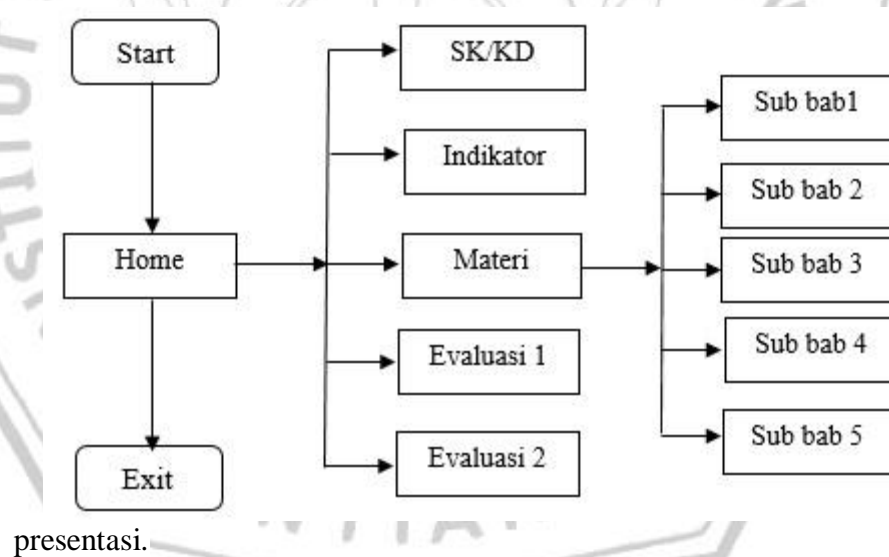 Start
SK/KD
Sub bab1
Indikator
Sub bab 2
Home
Materi
Sub bab 3
Evaluasi 1
Sub bab 4
Evaluasi 2
Sub bab 5
Exit
presentasi.